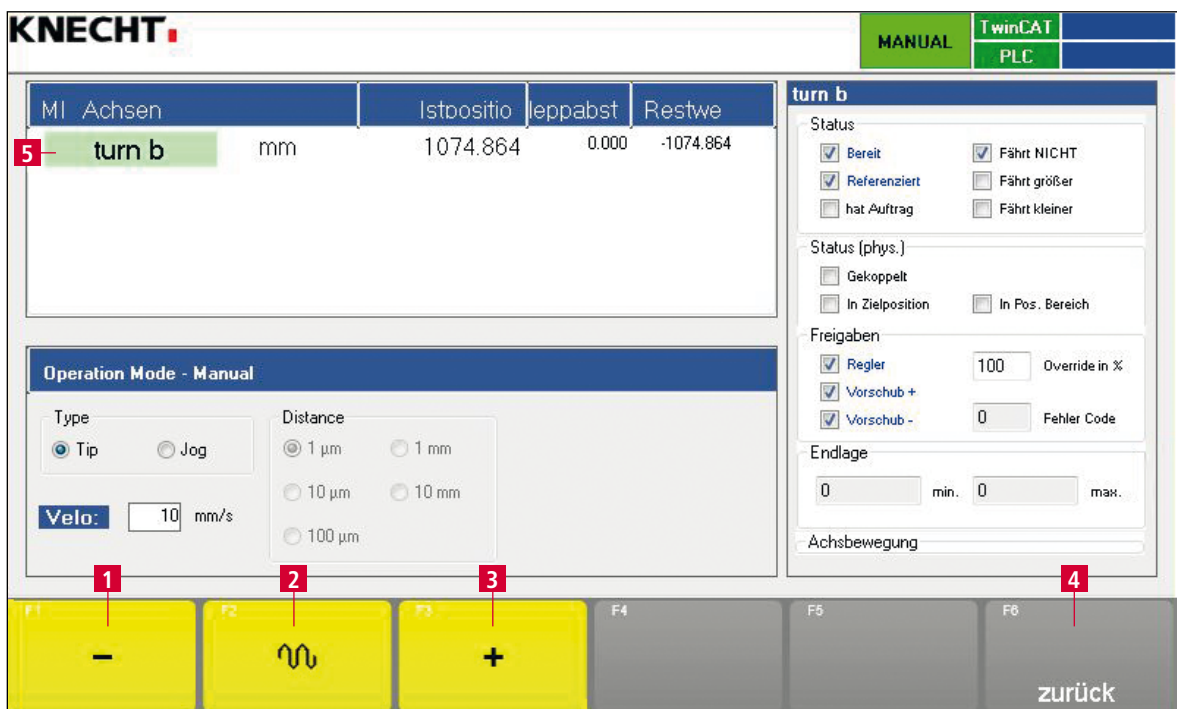 KNECHT
MANUAL
TwinCAT
PLC
MI Achsen Istpositio leppabst Restwe
5 turn b mm 1074.864 0.000 -1074.864
Operation Mode - Manual
Type
Tip Jog
Velo: 10 mm/s
Distance
1 µm 1 mm
10 µm 10 mm
100 µm
turn b
Status
Bereit Fährt NICHT
Referenziert Fährt größer
hat Auftrag Fährt kleiner
Status (phys.)
Gekoppelt
In Zielposition In Pos. Bereich
Freigaben
Regler 100 Override in %
Vorschub +
Vorschub - 0 Fehler Code
Endlage
0 min. 0 max.
Achsbewegung
1 2 3 4
F1 F2 F3 F4 F5 F6
- +
zurück